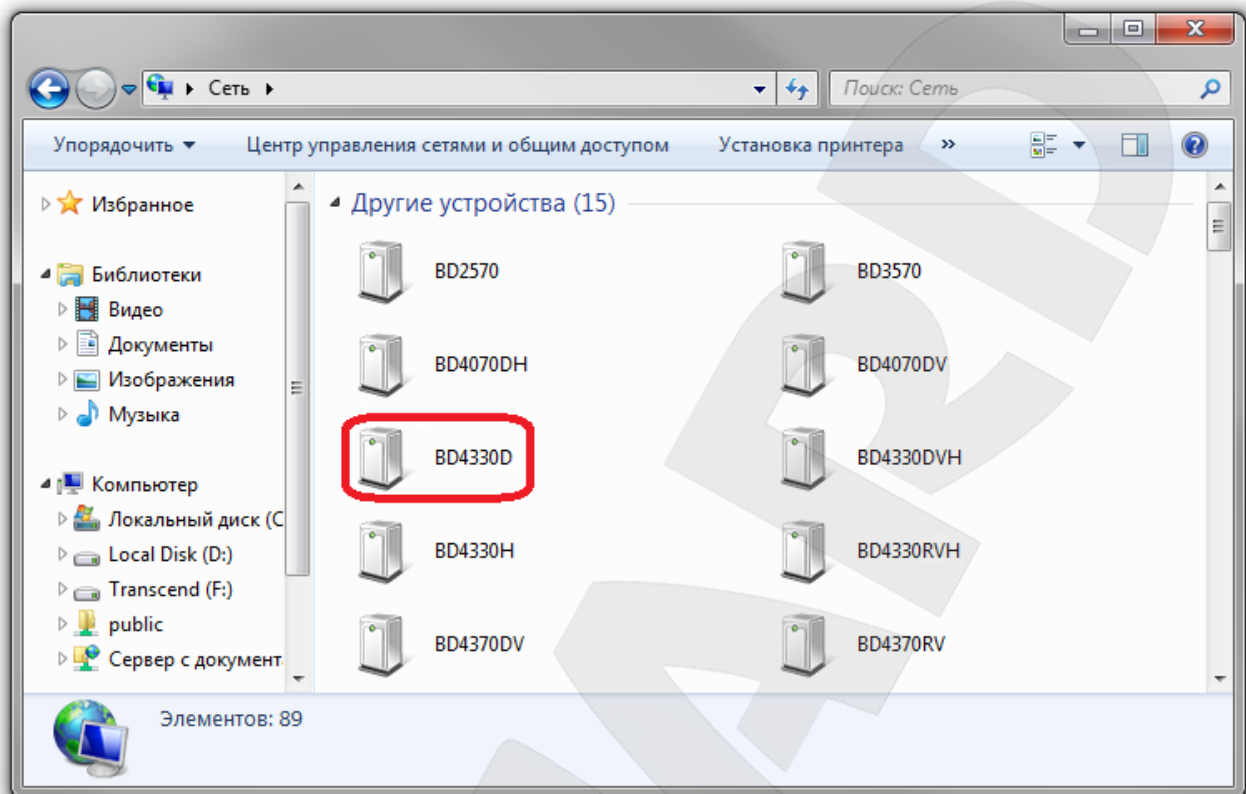 Сеть
Поиск: Сеть
Упорядочить Центр управления сетями и общим доступом Установка принтера »
Избранное
Библиотеки
Видео
Документы
Изображения
Музыка
Компьютер
Локальный диск (C
Local Disk (D:)
Transcend (F:)
public
Сервер с документ
Другие устройства (15)
BD2570 BD3570
BD4070DH BD4070DV
BD4330D BD4330DVH
BD4330H BD4330RVH
BD4370DV BD4370RV
Элементов: 89